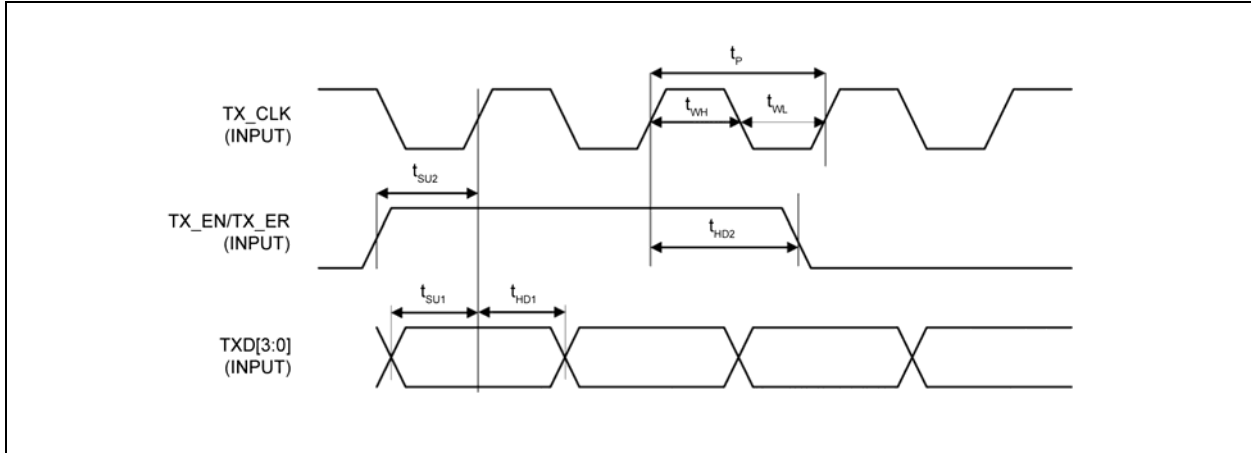 t_P
t_WH
t_WL
TX_CLK
(INPUT)
t_SU2
TX_EN/TX_ER
(INPUT)
t_HD2
t_SU1
t_HD1
TXD[3:0]
(INPUT)